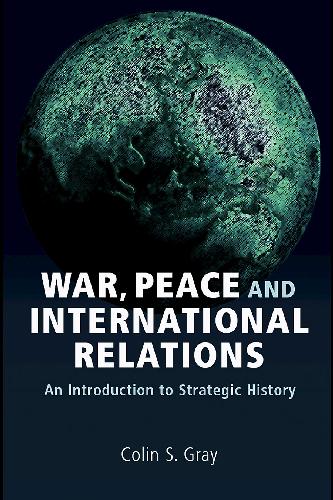 WAR, PEACE AND
INTERNATIONAL
RELATIONS
An Introduction to Strategic History
Colin S. Gray